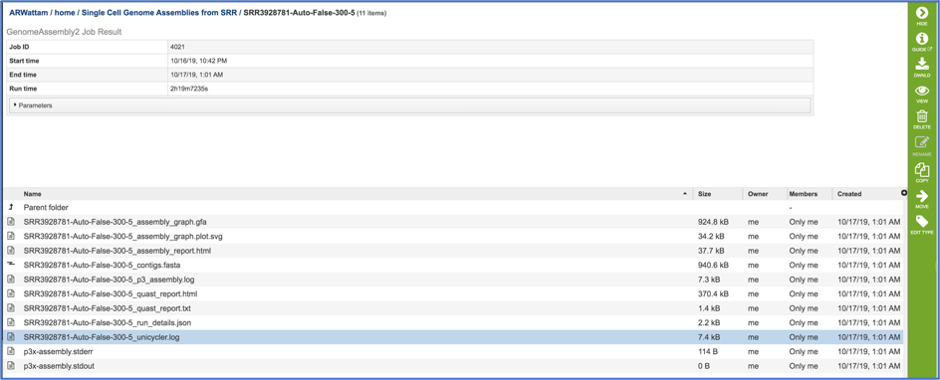 ARWattam / home / Single Cell Genome Assemblies from SRR / SRR3928781-Auto-False-300-5 (11 items)
GenomeAssembly2 Job Result
Job ID 4021
Start time 10/16/19, 10:42 PM
End time 10/17/19, 1:01 AM
Run time 2h19m7235s
Parameters
Name Size Owner Members Created
Parent folder -
SRR3928781-Auto-False-300-5_assembly_graph.gfa 924.8 kB me Only me 10/17/19, 1:01 AM
SRR3928781-Auto-False-300-5_assembly_graph.plot.svg 34.2 kB me Only me 10/17/19, 1:01 AM
SRR3928781-Auto-False-300-5_assembly_report.html 37.7 kB me Only me 10/17/19, 1:01 AM
SRR3928781-Auto-False-300-5_contigs.fasta 940.6 kB me Only me 10/17/19, 1:01 AM
SRR3928781-Auto-False-300-5_p3_assembly.log 7.3 kB me Only me 10/17/19, 1:01 AM
SRR3928781-Auto-False-300-5_quast_report.html 370.4 kB me Only me 10/17/19, 1:01 AM
SRR3928781-Auto-False-300-5_quast_report.txt 1.4 kB me Only me 10/17/19, 1:01 AM
SRR3928781-Auto-False-300-5_run_details.json 2.2 kB me Only me 10/17/19, 1:01 AM
SRR3928781-Auto-False-300-5_unicycler.log 7.4 kB me Only me 10/17/19, 1:01 AM
p3x-assembly.stderr 114 B me Only me 10/17/19, 1:01 AM
p3x-assembly.stdout 0 B me Only me 10/17/19, 1:01 AM
HIDE
GUIDE
DWNLD
VIEW
DELETE
RENAME
COPY
MOVE
EDIT TYPE